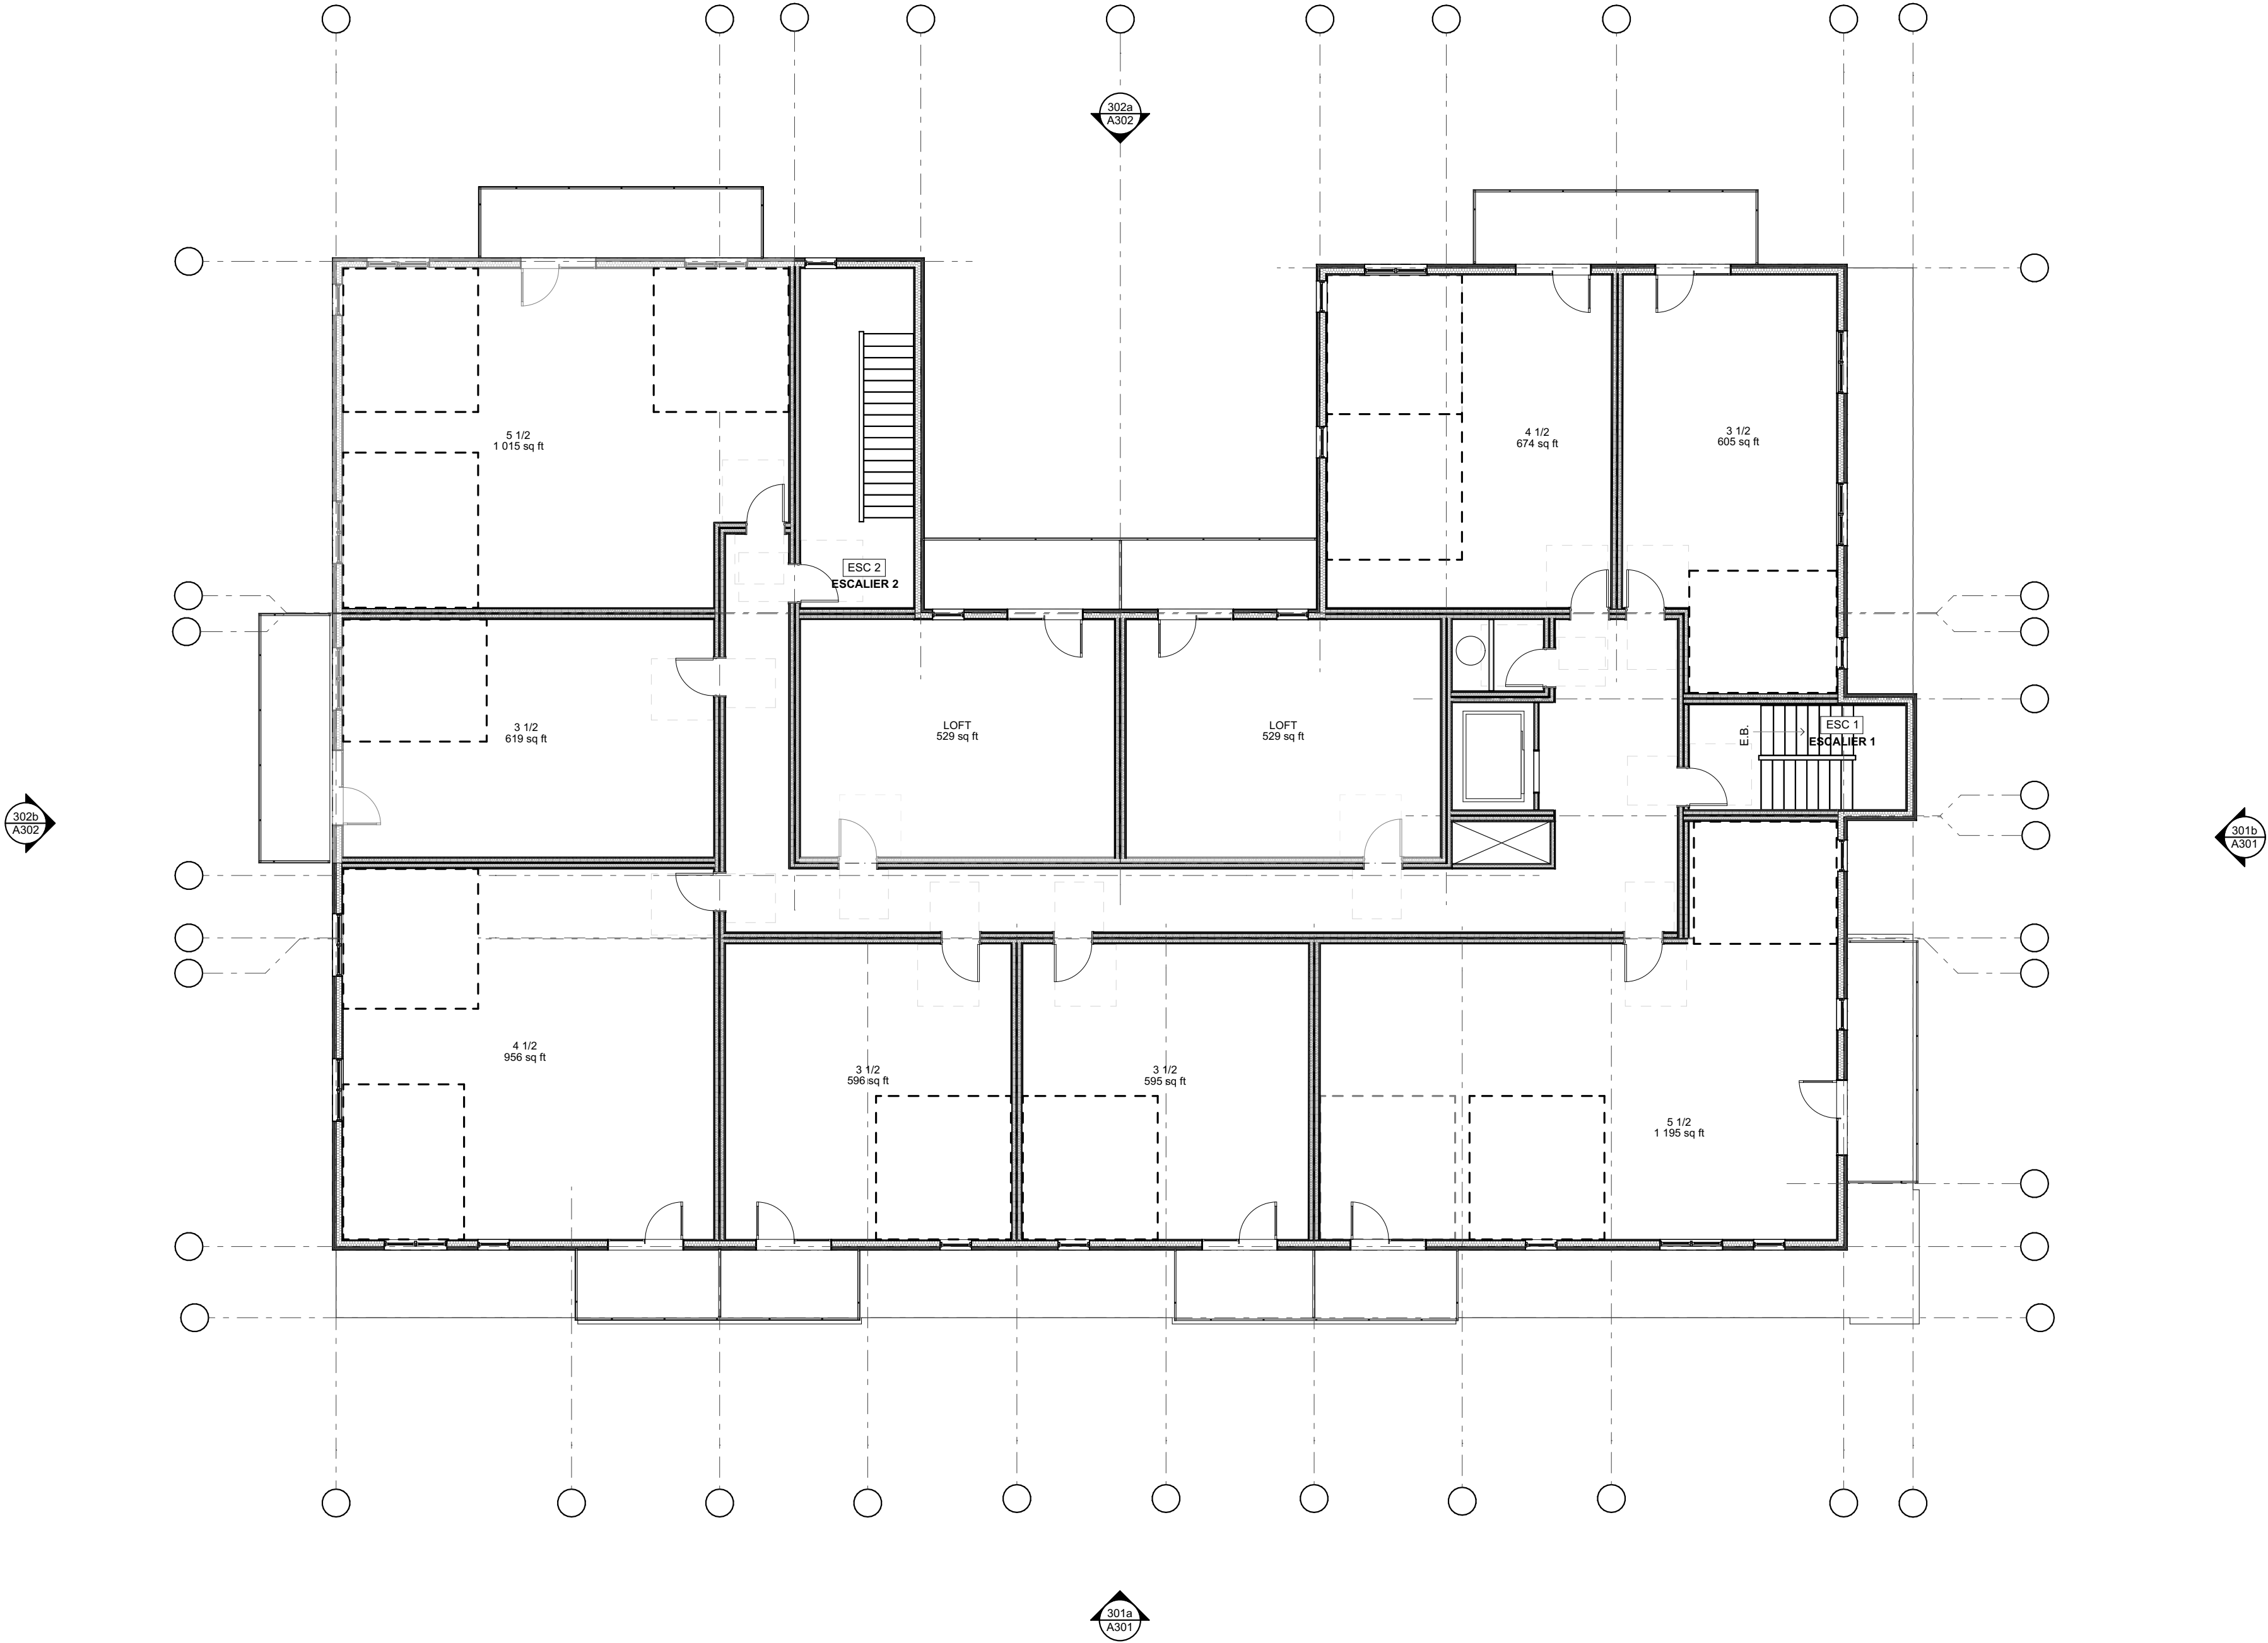 302a
A302
5 1/2
1 015 sq ft
4 1/2
674 sq ft
3 1/2
605 sq ft
ESC 2
ESCALIER 2
3 1/2
619 sq ft
LOFT
529 sq ft
LOFT
529 sq ft
E.B.
ESC 1
ESCALIER 1
302b
A302
301b
A301
4 1/2
956 sq ft
3 1/2
596 sq ft
3 1/2
595 sq ft
5 1/2
1 195 sq ft
301a
A301